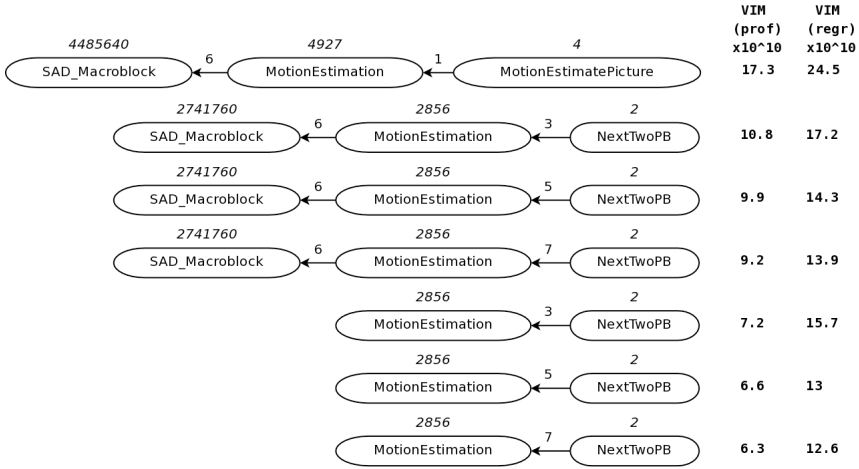 VIM VIM
(prof) (regr)
x10^10 x10^10
4485640 4927 4
SAD_Macroblock 6 MotionEstimation 1 MotionEstimatePicture 17.3 24.5
2741760 2856 2
SAD_Macroblock 6 MotionEstimation 3 NextTwoPB 10.8 17.2
2741760 2856 2
SAD_Macroblock 6 MotionEstimation 5 NextTwoPB 9.9 14.3
2741760 2856 2
SAD_Macroblock 6 MotionEstimation 7 NextTwoPB 9.2 13.9
2856 2
MotionEstimation 3 NextTwoPB 7.2 15.7
2856 2
MotionEstimation 5 NextTwoPB 6.6 13
2856 2
MotionEstimation 7 NextTwoPB 6.3 12.6